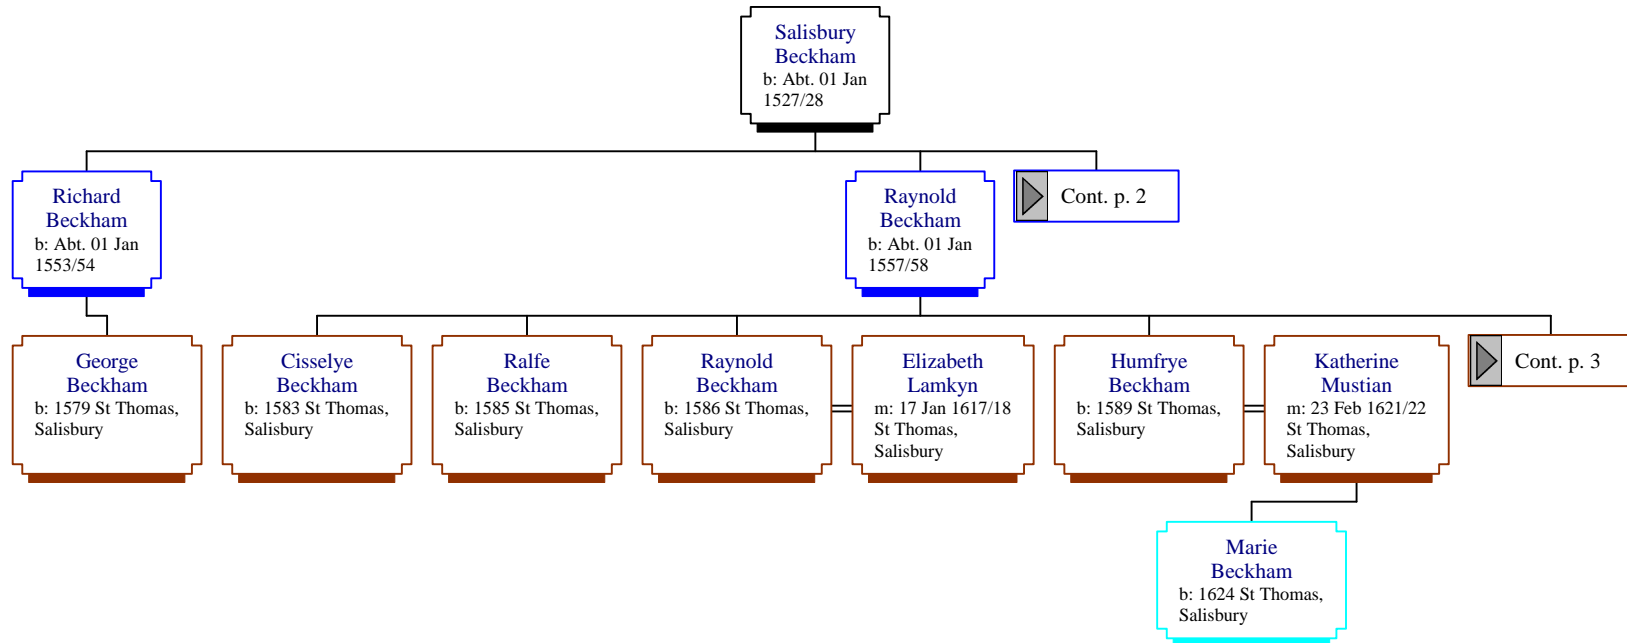 Salisbury
Beckham
b: Abt. 01 Jan
1527/28
Richard
Beckham
b: Abt. 01 Jan
1553/54
Raynold
Beckham
b: Abt. 01 Jan
1557/58
Cont. p. 2
George
Beckham
b: 1579 St Thomas,
Salisbury
Cisselye
Beckham
b: 1583 St Thomas,
Salisbury
Ralfe
Beckham
b: 1585 St Thomas,
Salisbury
Raynold
Beckham
b: 1586 St Thomas,
Salisbury
Elizabeth
Lamkyn
m: 17 Jan 1617/18
St Thomas,
Salisbury
Humfrye
Beckham
b: 1589 St Thomas,
Salisbury
Katherine
Mustian
m: 23 Feb 1621/22
St Thomas,
Salisbury
Cont. p. 3
Marie
Beckham
b: 1624 St Thomas,
Salisbury